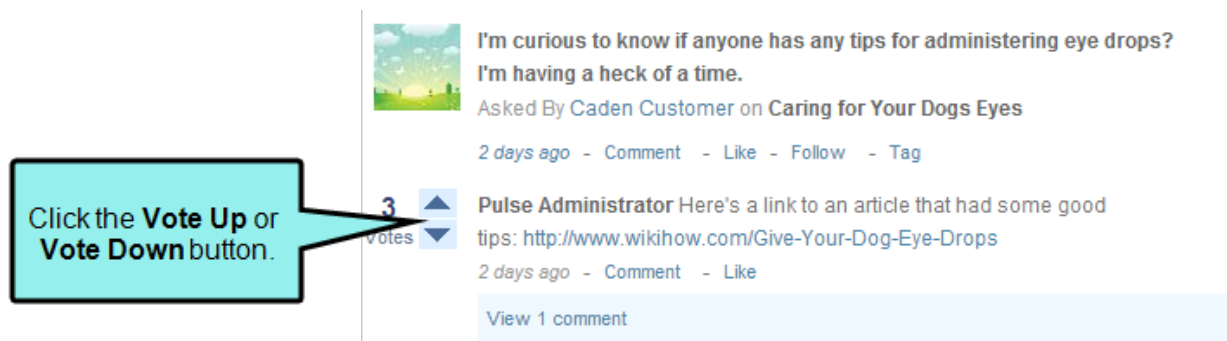 I'm curious to know if anyone has any tips for administering eye drops?
I'm having a heck of a time.
Asked By Caden Customer on Caring for Your Dogs Eyes
2 days ago - Comment - Like - Follow - Tag
Click the Vote Up or
Vote Down button.
3
Votes
Pulse Administrator Here's a link to an article that had some good
tips: http://www.wikihow.com/Give-Your-Dog-Eye-Drops
2 days ago - Comment - Like
View 1 comment